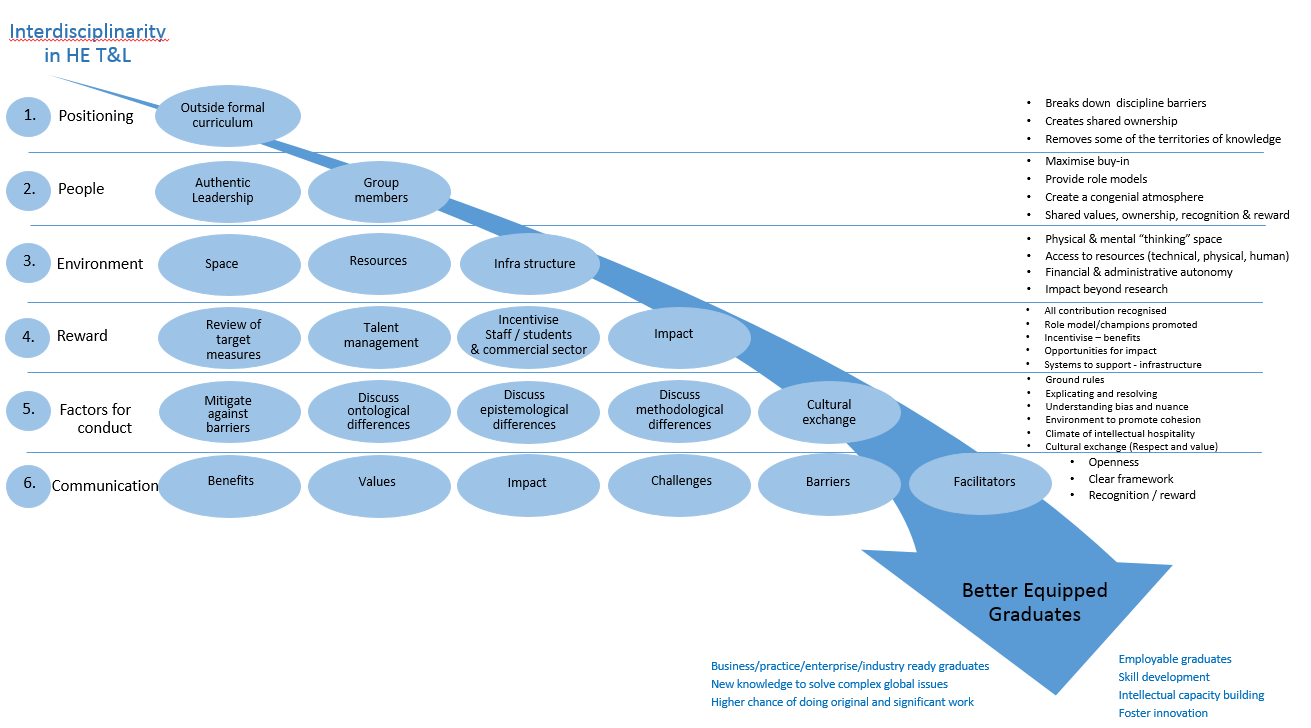 Interdisciplinarity
in HE T&L
1.
Positioning
Outside formal
curriculum
• Breaks down discipline barriers
• Creates shared ownership
• Removes some of the territories of knowledge
2.
People
Authentic
Leadership
Group
members
• Maximise buy-in
• Provide role models
• Create a congenial atmosphere
• Shared values, ownership, recognition & reward
3.
Environment
Space
Resources
Infra structure
• Physical & mental “thinking” space
• Access to resources (technical, physical, human)
• Financial & administrative autonomy
• Impact beyond research
4.
Reward
Review of
target
measures
Talent
management
Incentivise
Staff / students
& commercial sector
Impact
• All contribution recognised
• Role model/champions promoted
• Incentivise – benefits
• Opportunities for impact
• Systems to support - infrastructure
5.
Factors for
conduct
Mitigate
against
barriers
Discuss
ontological
differences
Discuss
epistemological
differences
Discuss
methodological
differences
Cultural
exchange
• Ground rules
• Explicating and resolving
• Understanding bias and nuance
• Environment to promote cohesion
• Climate of intellectual hospitality
• Cultural exchange (Respect and value)
6.
Communication
Benefits
Values
Impact
Challenges
Barriers
Facilitators
• Openness
• Clear framework
• Recognition / reward
Better Equipped
Graduates
Business/practice/enterprise/industry ready graduates
New knowledge to solve complex global issues
Higher chance of doing original and significant work
Employable graduates
Skill development
Intellectual capacity building
Foster innovation